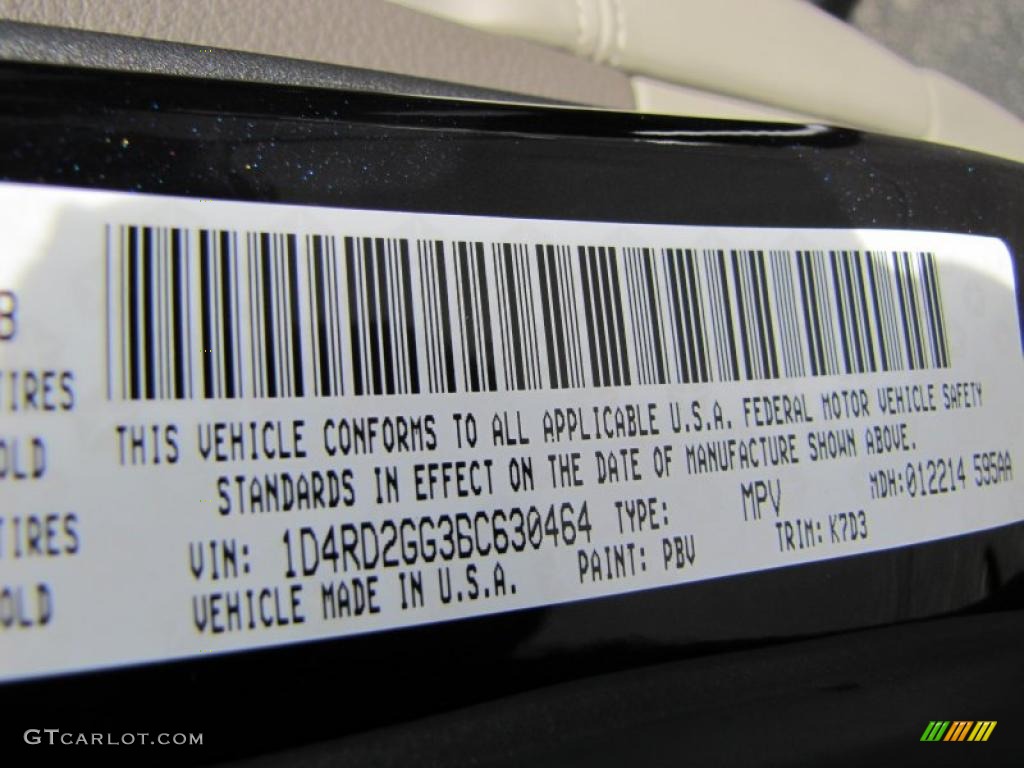 B
TIRES
OLD
TIRES
OLD
THIS VEHICLE CONFORMS TO ALL APPLICABLE U.S.A. FEDERAL MOTOR VEHICLE SAFETY
STANDARDS IN EFFECT ON THE DATE OF MANUFACTURE SHOWN ABOVE.
VIN: 1D4RD2GG3BC630464 TYPE: MPV MDH:012214 595AA
VEHICLE MADE IN U.S.A. PAINT: PBV TRIM: K7D3
GTCARLOT.COM